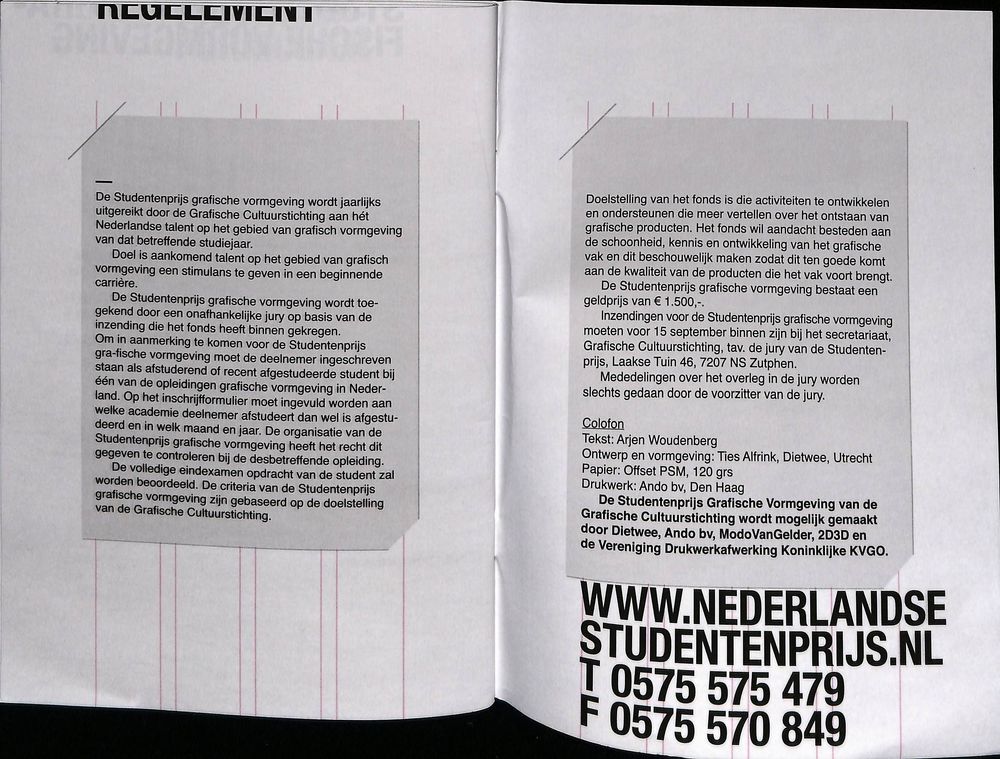 REGELEMENT
De Studentenprijs grafische vormgeving wordt jaarlijks
uitgereikt door de Grafische Cultuurstichting aan hét
Nederlandse talent op het gebied van grafisch vormgeving
van dat betreffende studiejaar.
Doel is aankomend talent op het gebied van grafisch
vormgeving een stimulans te geven in een beginnende
carrière.
De Studentenprijs grafische vormgeving wordt toe-
gekend door een onafhankelijke jury op basis van de
inzending die het fonds heeft binnen gekregen.
Om in aanmerking te komen voor de Studentenprijs
gra-fische vormgeving moet de deelnemer ingeschreven
staan als afstuderend of recent afgestudeerde student bij
één van de opleidingen grafische vormgeving in Neder-
land. Op het inschrijfformulier moet ingevuld worden aan
welke academie deelnemer afstudeert dan wel is afgestu-
deerd en in welk maand en jaar. De organisatie van de
Studentenprijs grafische vormgeving heeft het recht dit
gegeven te controleren bij de desbetreffende opleiding.
De volledige eindexamen opdracht van de student zal
worden beoordeeld. De criteria van de Studentenprijs
grafische vormgeving zijn gebaseerd op de doelstelling
van de Grafische Cultuurstichting.
Doelstelling van het fonds is die activiteiten te ontwikkelen
en ondersteunen die meer vertellen over het ontstaan van
grafische producten. Het fonds wil aandacht besteden aan
de schoonheid, kennis en ontwikkeling van het grafische
vak en dit beschouwelijk maken zodat dit ten goede komt
aan de kwaliteit van de producten die het vak voort brengt.
De Studentenprijs grafische vormgeving bestaat een
geldprijs van € 1.500,-.
Inzendingen voor de Studentenprijs grafische vormgeving
moeten voor 15 september binnen zijn bij het secretariaat,
Grafische Cultuurstichting, tav. de jury van de Studenten-
prijs, Laakse Tuin 46, 7207 NS Zutphen.
Mededelingen over het overleg in de jury worden
slechts gedaan door de voorzitter van de jury.
Colofon
Tekst: Arjen Woudenberg
Ontwerp en vormgeving: Ties Alfrink, Dietwee, Utrecht
Papier: Offset PSM, 120 grs
Drukwerk: Ando bv, Den Haag
De Studentenprijs Grafische Vormgeving van de
Grafische Cultuurstichting wordt mogelijk gemaakt
door Dietwee, Ando bv, ModoVanGelder, 2D3D en
de Vereniging Drukwerkafwerking Koninklijke KVGO.
WWW.NEDERLANDSE
STUDENTENPRIJS.NL
T 0575 575 479
F 0575 570 849